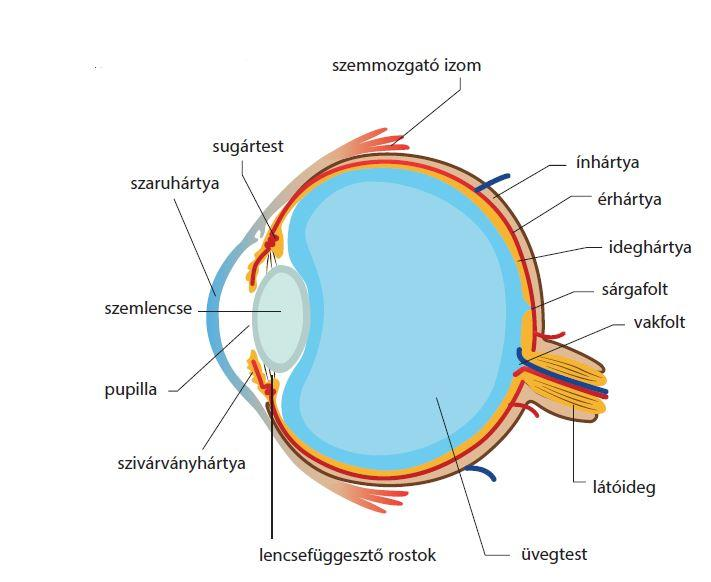 szemmozgató izom
sugártest
ínhártya
szaruhártya
érhártya
ideghártya
sárgafolt
szemlencse
vakfolt
pupilla
szivárványhártya
látóideg
lencsefüggesztő rostok
üvegtest